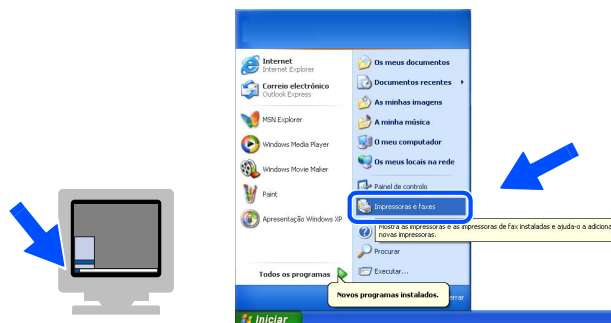 Internet
Internet Explorer
Correio electrónico
Outlook Express
MSN Explorer
Windows Media Player
Windows Movie Maker
Paint
Apresentação Windows XP
Todos os programas
Os meus documentos
Documentos recentes
As minhas imagens
A minha música
O meu computador
Os meus locais na rede
Painel de controlo
Impressoras e faxes
Mostra as impressoras e as impressoras de fax instaladas e ajuda-o a adiciona
novas impressoras.
Procurar
Executar...
Novos programas instalados.
Iniciar